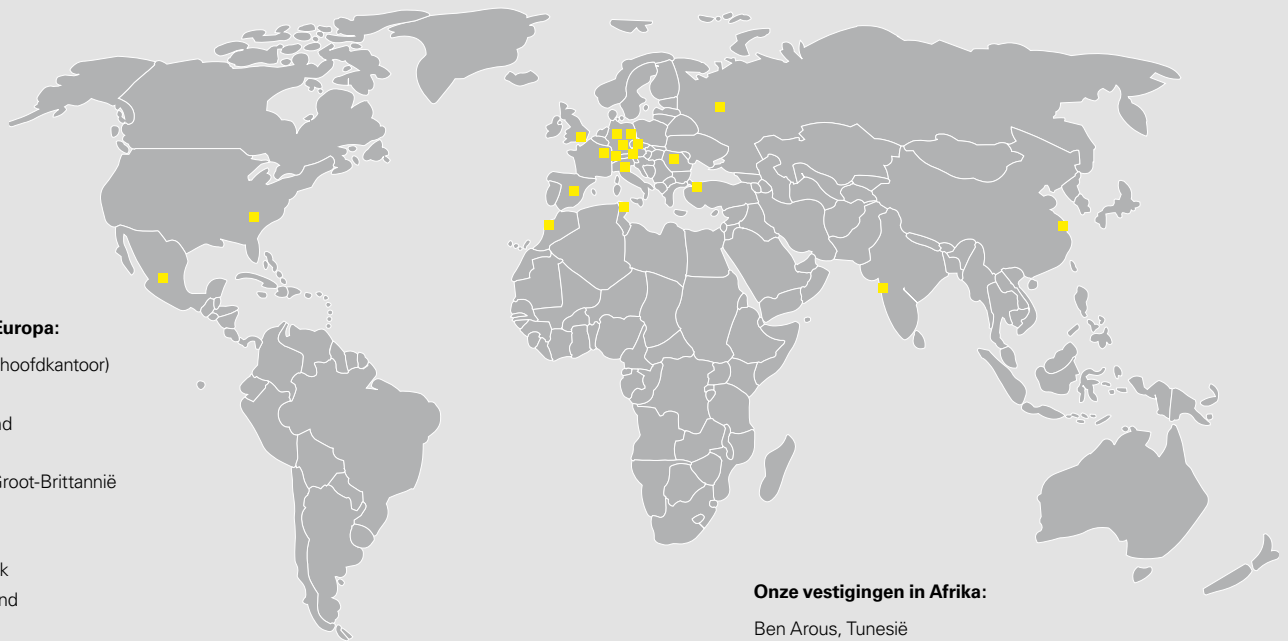 Europa:
hoofdkantoor)
nd
Groot-Brittannië
k
nd
Onze vestigingen in Afrika:
Ben Arous, Tunesië